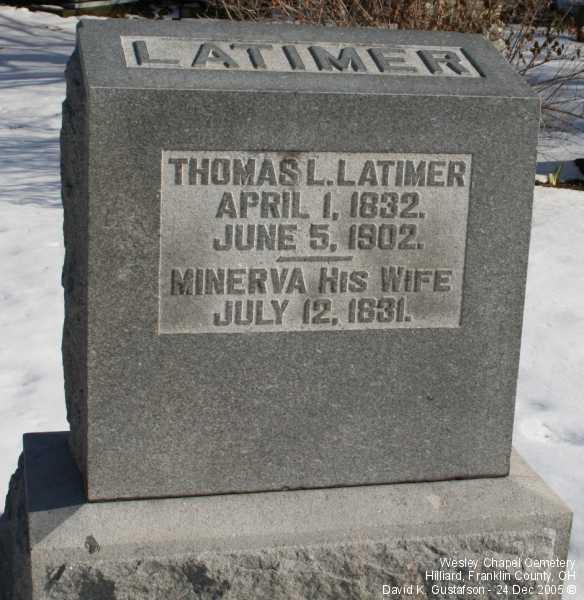 LATIMER
THOMAS L. LATIMER
APRIL 1, 1832.
JUNE 5, 1902.
MINERVA HIS WIFE
JULY 12, 1831.
Wesley Chapel Cemetery
Hilliard, Franklin County, OH
David K. Gustafson - 24 Dec 2005 ©